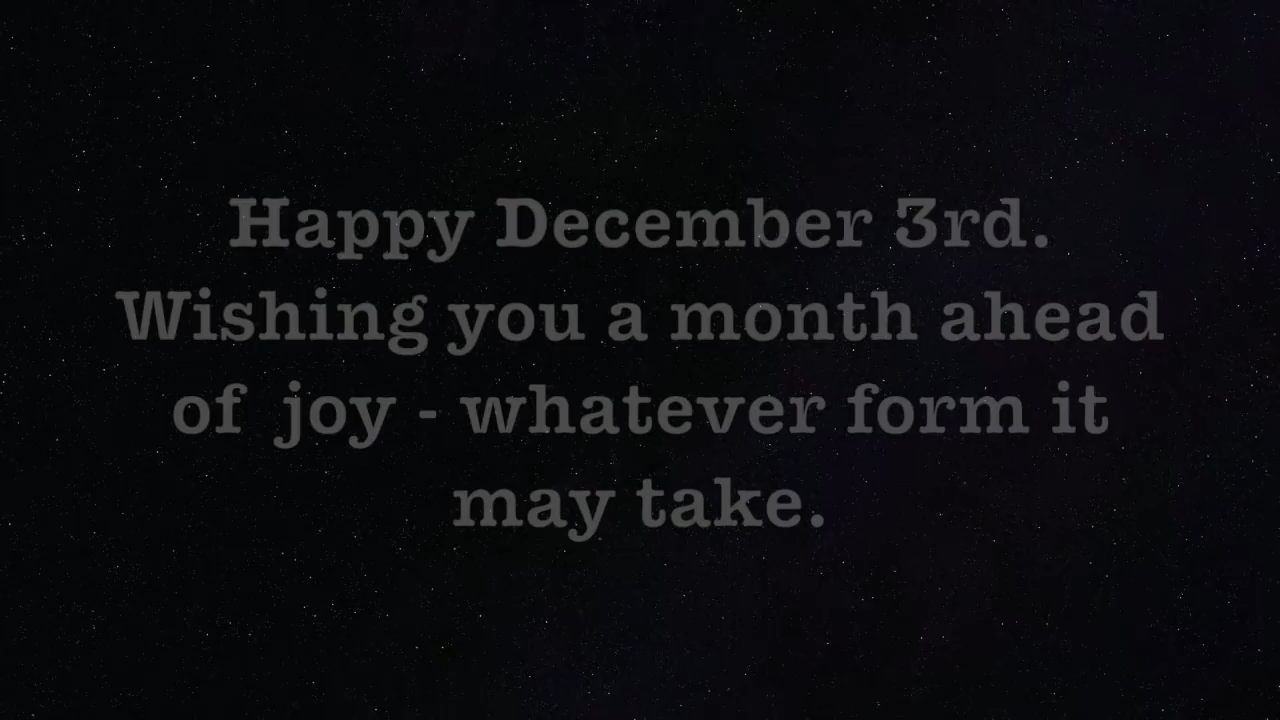 Happy December 3rd.
Wishing you a month ahead
of  joy - whatever form it
may take.